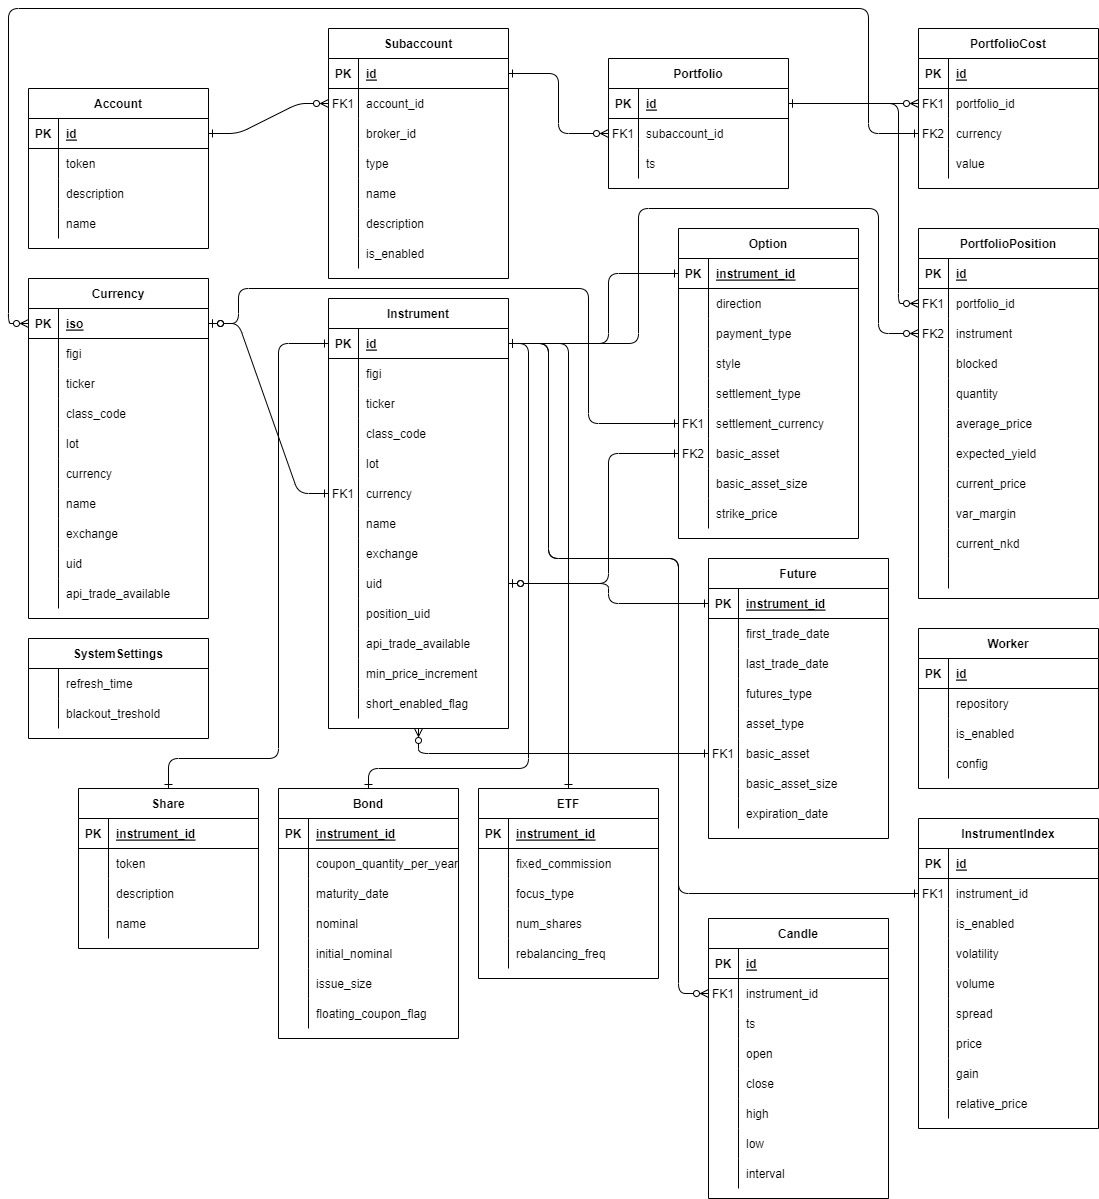 Account
PK id
token
description
name
Subaccount
PK id
FK1 account_id
broker_id
type
name
description
is_enabled
Portfolio
PK id
FK1 subaccount_id
ts
PortfolioCost
PK id
FK1 portfolio_id
FK2 currency
value
Currency
PK iso
figi
ticker
class_code
lot
currency
name
exchange
uid
api_trade_available
Instrument
PK id
figi
ticker
class_code
lot
FK1 currency
name
exchange
uid
position_uid
api_trade_available
min_price_increment
short_enabled_flag
Option
PK instrument_id
direction
payment_type
style
settlement_type
FK1 settlement_currency
FK2 basic_asset
basic_asset_size
strike_price
PortfolioPosition
PK id
FK1 portfolio_id
FK2 instrument
blocked
quantity
average_price
expected_yield
current_price
var_margin
current_nkd
SystemSettings
refresh_time
blackout_treshold
Future
PK instrument_id
first_trade_date
last_trade_date
futures_type
asset_type
FK1 basic_asset
basic_asset_size
expiration_date
Worker
PK id
repository
is_enabled
config
Share
PK instrument_id
token
description
name
Bond
PK instrument_id
coupon_quantity_per_year
maturity_date
nominal
initial_nominal
issue_size
floating_coupon_flag
ETF
PK instrument_id
fixed_commission
focus_type
num_shares
rebalancing_freq
Candle
PK id
FK1 instrument_id
ts
open
close
high
low
interval
InstrumentIndex
PK id
FK1 instrument_id
is_enabled
volatility
volume
spread
price
gain
relative_price